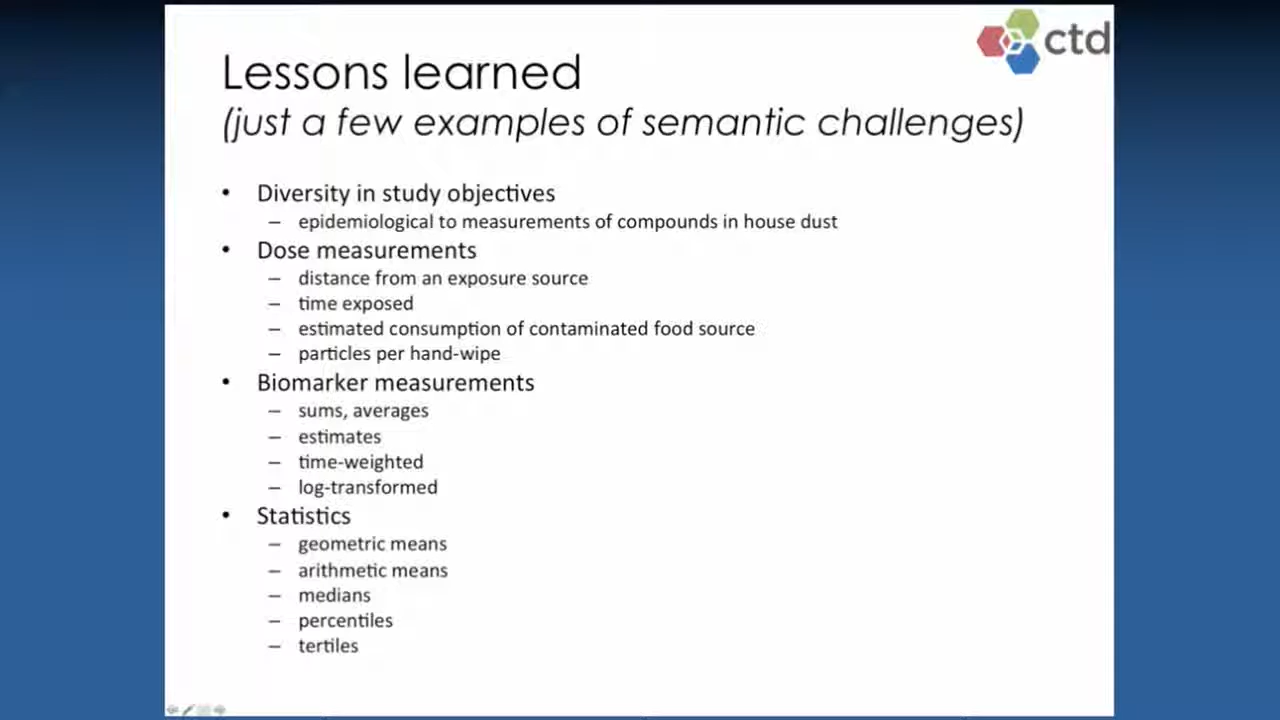 ctd
Lessons learned
(just a few examples of semantic challenges)
• Diversity in study objectives
– epidemiological to measurements of compounds in house dust
• Dose measurements
– distance from an exposure source
– time exposed
– estimated consumption of contaminated food source
– particles per hand-wipe
• Biomarker measurements
– sums, averages
– estimates
– time-weighted
– log-transformed
• Statistics
– geometric means
– arithmetic means
– medians
– percentiles
– tertiles